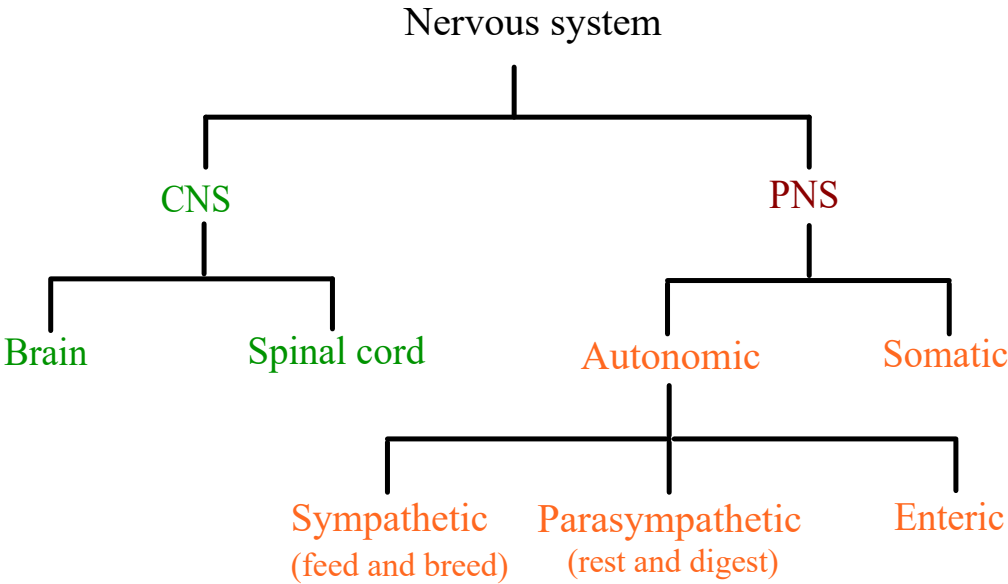 Nervous system
CNS
PNS
Brain
Spinal cord
Autonomic
Somatic
Sympathetic
(feed and breed)
Parasympathetic
(rest and digest)
Enteric